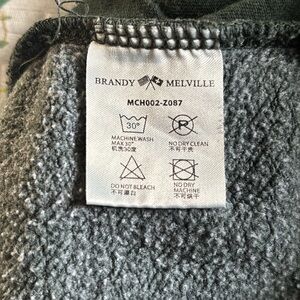 BRANDY MELVILLE
MCH002-Z087
30°
P
MACHINE WASH
MAX 30°
机洗30度
NO DRY CLEAN
不可干洗
DO NOT BLEACH
不可漂白
NO DRY
MACHINE
不可烘干